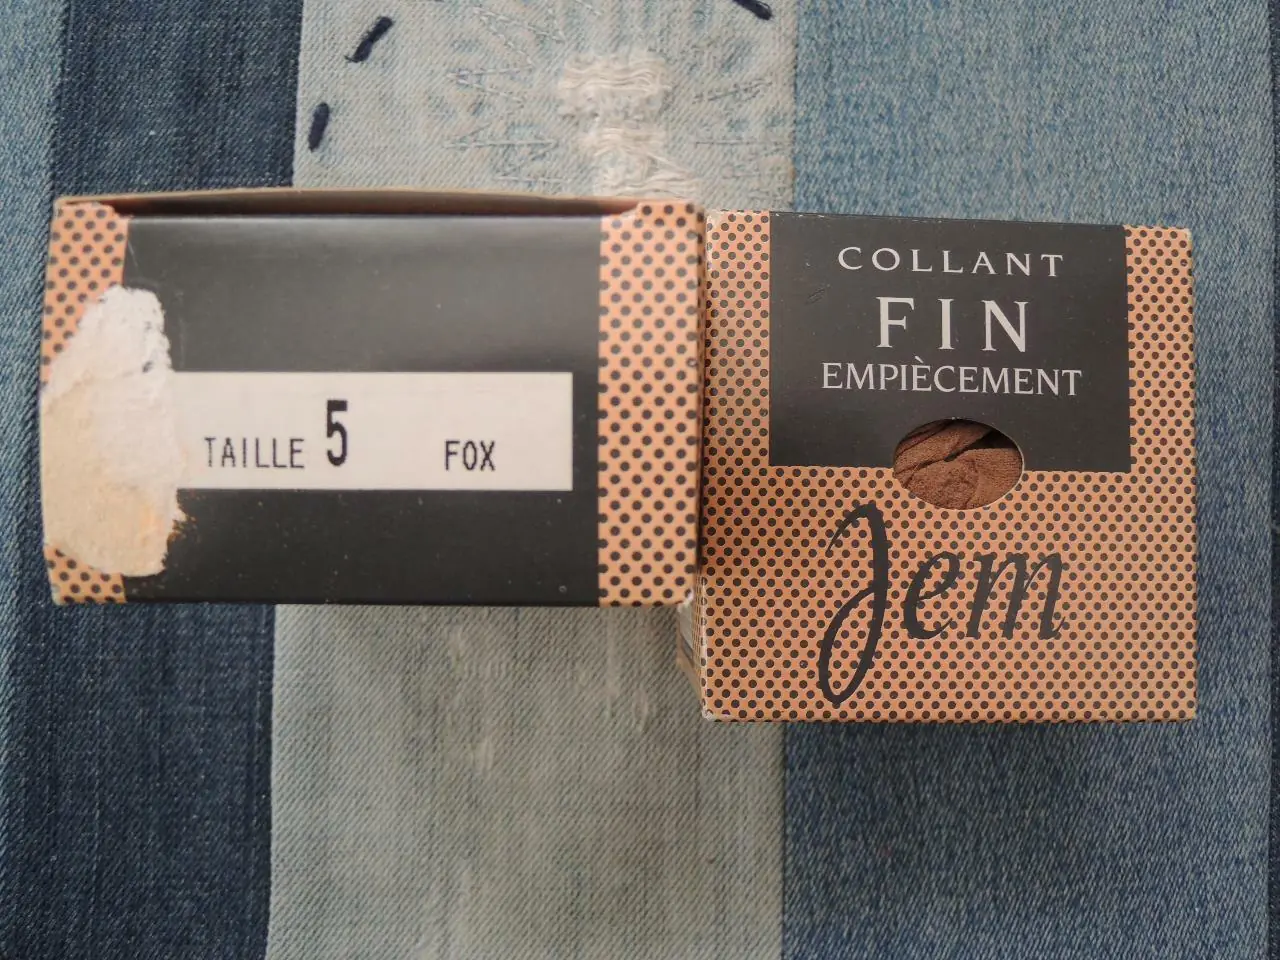 TAILLE 5 FOX
COLLANT
FIN
EMPIÈCEMENT
Jem